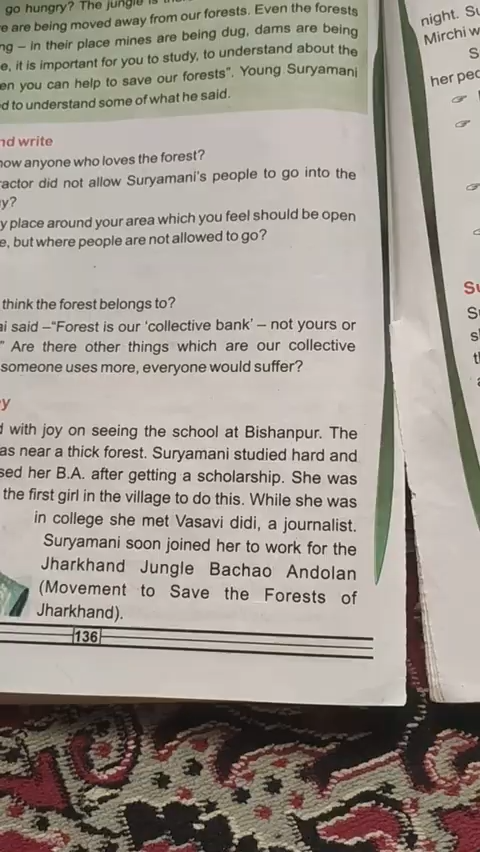 go hungry? The jungle is
are being moved away from our forests. Even the forests
– in their place mines are being dug, dams are being
it is important for you to study, to understand about the
you can help to save our forests". Young Suryamani
to understand some of what he said.
nd write
anyone who loves the forest?
did not allow Suryamani's people to go into the
y?
place around your area which you feel should be open
but where people are not allowed to go?
think the forest belongs to?
said –"Forest is our 'collective bank' – not yours or
" Are there other things which are our collective
someone uses more, everyone would suffer?
y
with joy on seeing the school at Bishanpur. The
as near a thick forest. Suryamani studied hard and
sed her B.A. after getting a scholarship. She was
the first girl in the village to do this. While she was
in college she met Vasavi didi, a journalist.
Suryamani soon joined her to work for the
Jharkhand Jungle Bachao Andolan
(Movement to Save the Forests of
Jharkhand).
136
night. Su
Mirchi w
S
her peo
Su
S
s
t